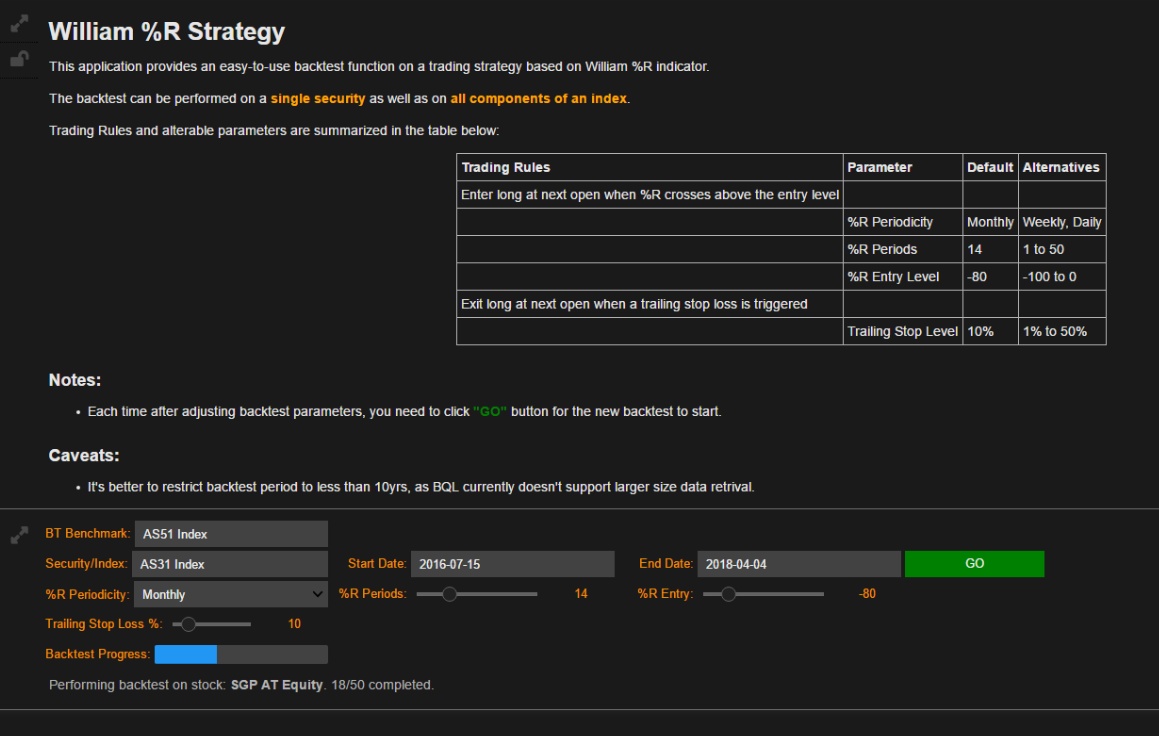 William %R Strategy
This application provides an easy-to-use backtest function on a trading strategy based on William %R indicator.
The backtest can be performed on a single security as well as on all components of an index.
Trading Rules and alterable parameters are summarized in the table below:
Trading Rules Parameter Default Alternatives
Enter long at next open when %R crosses above the entry level
%R Periodicity Monthly Weekly, Daily
%R Periods 14 1 to 50
%R Entry Level -80 -100 to 0
Exit long at next open when a trailing stop loss is triggered
Trailing Stop Level 10% 1% to 50%
Notes:
• Each time after adjusting backtest parameters, you need to click "GO" button for the new backtest to start.
Caveats:
• It's better to restrict backtest period to less than 10yrs, as BQL currently doesn't support larger size data retrival.
BT Benchmark: AS51 Index
Security/Index: AS31 Index Start Date: 2016-07-15 End Date: 2018-04-04 GO
%R Periodicity: Monthly %R Periods: 14 %R Entry: -80
Trailing Stop Loss %: 10
Backtest Progress:
Performing backtest on stock: SGP AT Equity. 18/50 completed.